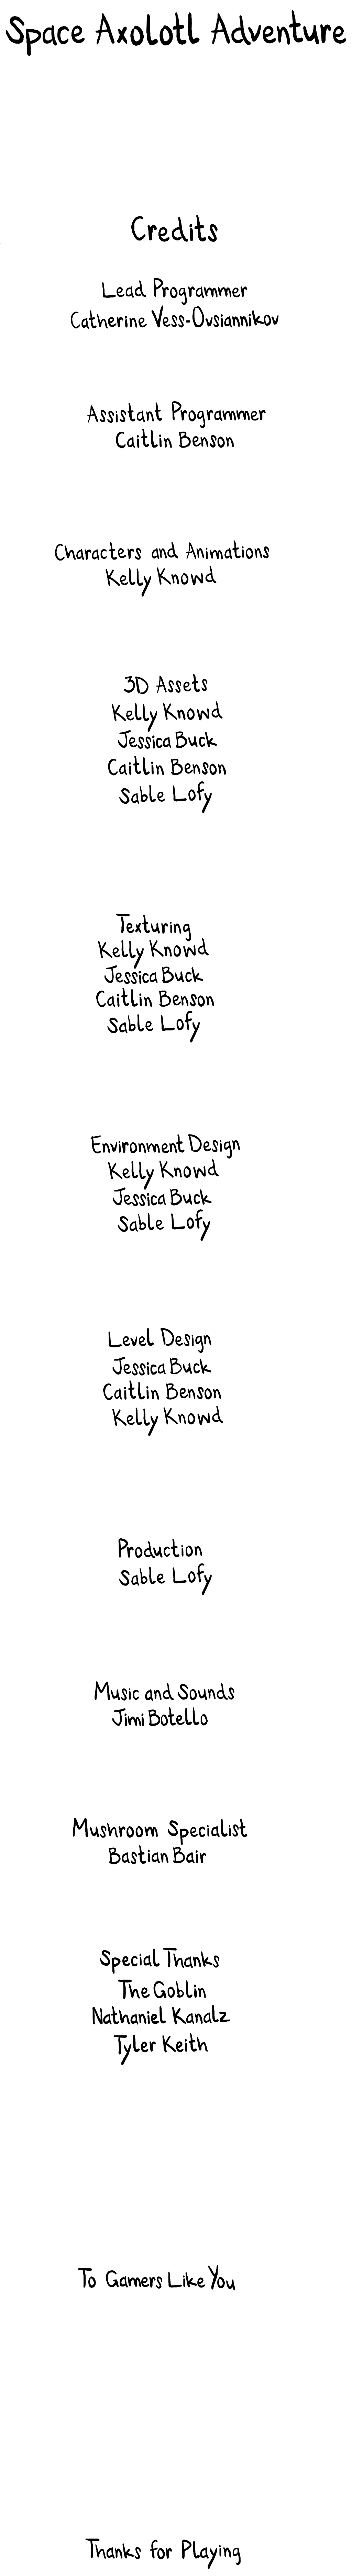 Space Axolotl Adventure
Credits
Lead Programmer
Catherine Vess-Ovsiannikov
Assistant Programmer
Caitlin Benson
Characters and Animations
Kelly Knowd
3D Assets
Kelly Knowd
Jessica Buck
Caitlin Benson
Sable Lofy
Texturing
Kelly Knowd
Jessica Buck
Caitlin Benson
Sable Lofy
Environment Design
Kelly Knowd
Jessica Buck
Sable Lofy
Level Design
Jessica Buck
Caitlin Benson
Kelly Knowd
Production
Sable Lofy
Music and Sounds
Jimi Botello
Mushroom Specialist
Bastian Bair
Special Thanks
The Goblin
Nathaniel Kanalz
Tyler Keith
To Gamers Like You
Thanks for Playing